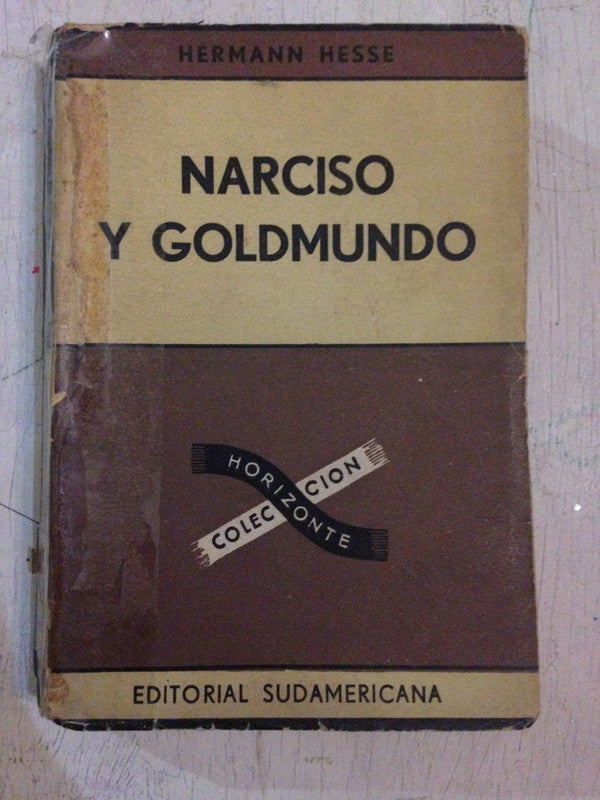 HERMANN HESSE
NARCISO
Y GOLDMUNDO
COLECCION
HORIZONTE
EDITORIAL SUDAMERICANA